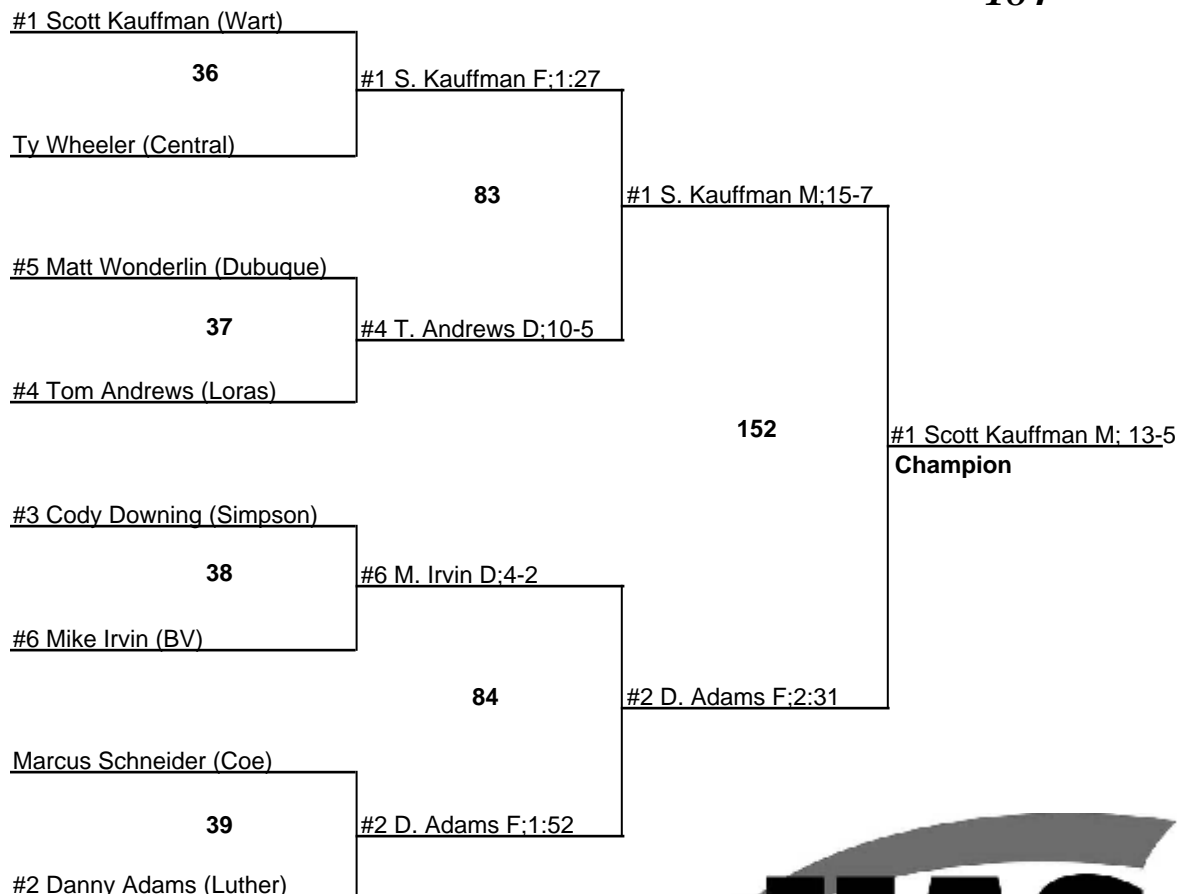 #1 Scott Kauffman (Wart)
36
#1 S. Kauffman F;1:27
Ty Wheeler (Central)
83
#1 S. Kauffman M;15-7
#5 Matt Wonderlin (Dubuque)
37
#4 T. Andrews D;10-5
#4 Tom Andrews (Loras)
152
#1 Scott Kauffman M; 13-5
Champion
#3 Cody Downing (Simpson)
38
#6 M. Irvin D;4-2
#6 Mike Irvin (BV)
84
#2 D. Adams F;2:31
Marcus Schneider (Coe)
39
#2 D. Adams F;1:52
#2 Danny Adams (Luther)